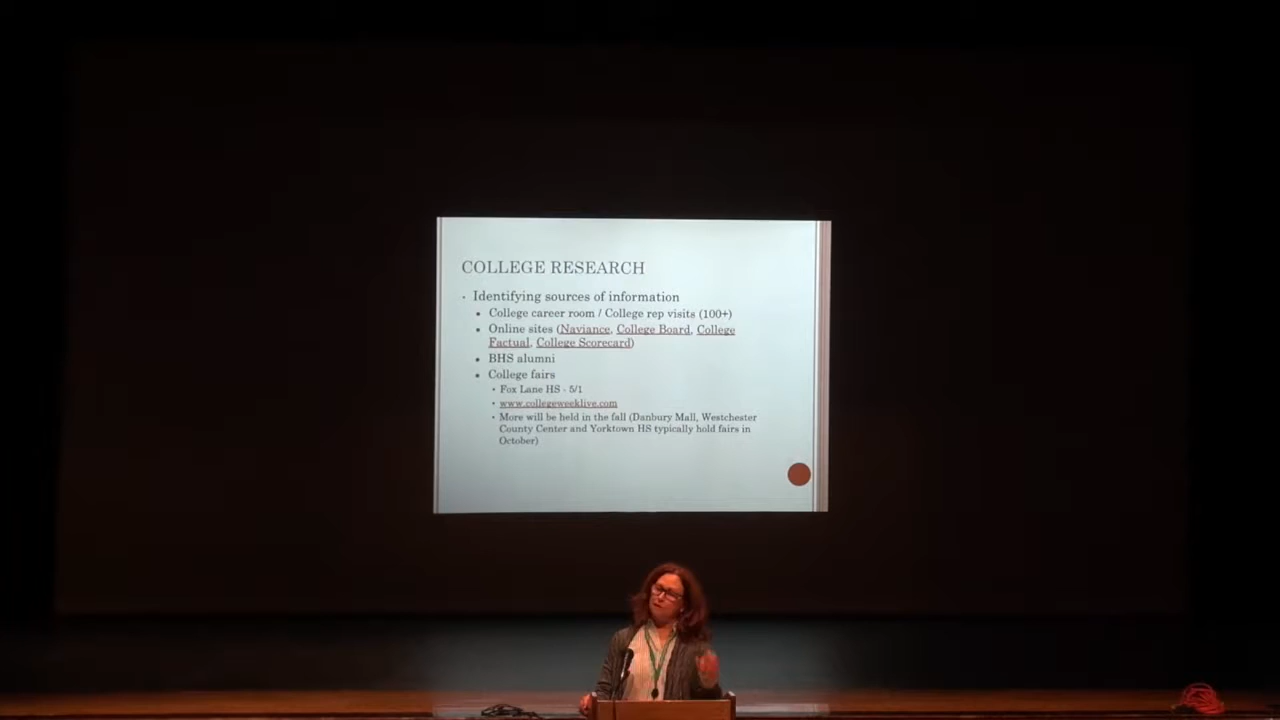 COLLEGE RESEARCH
• Identifying sources of information
• College career room / College rep visits (100+)
• Online sites (Naviance, College Board, College
Factual, College Scorecard)
• BHS alumni
• College fairs
• Fox Lane HS - 5/1
• www.collegeweeklive.com
• More will be held in the fall (Danbury Mall, Westchester
County Center and Yorktown HS typically hold fairs in
October)